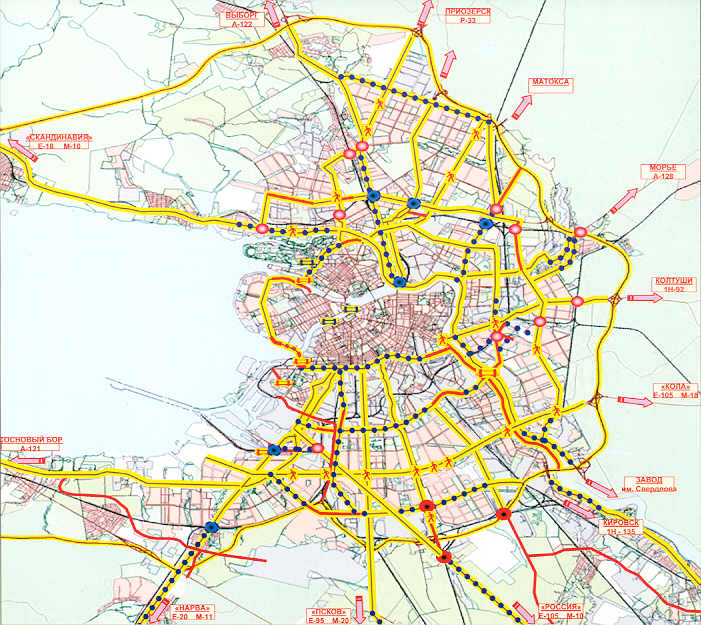 ВЫБОРГ
А-122
ПРИОЗЕРСК
Р-33
МАТОКСА
«СКАНДИНАВИЯ»
Е-18 М-10
МОРЬЕ
А-128
КОЛТУШИ
1Н-92
«КОЛА»
Е-105 М-18
СОСНОВЫЙ БОР
А-121
ЗАВОД
им. Свердлова
КИРОВСК
1Н - 135
«НАРВА»
Е-20 М-11
«ПСКОВ»
Е-95 М-20
«РОССИЯ»
Е-105 М-10